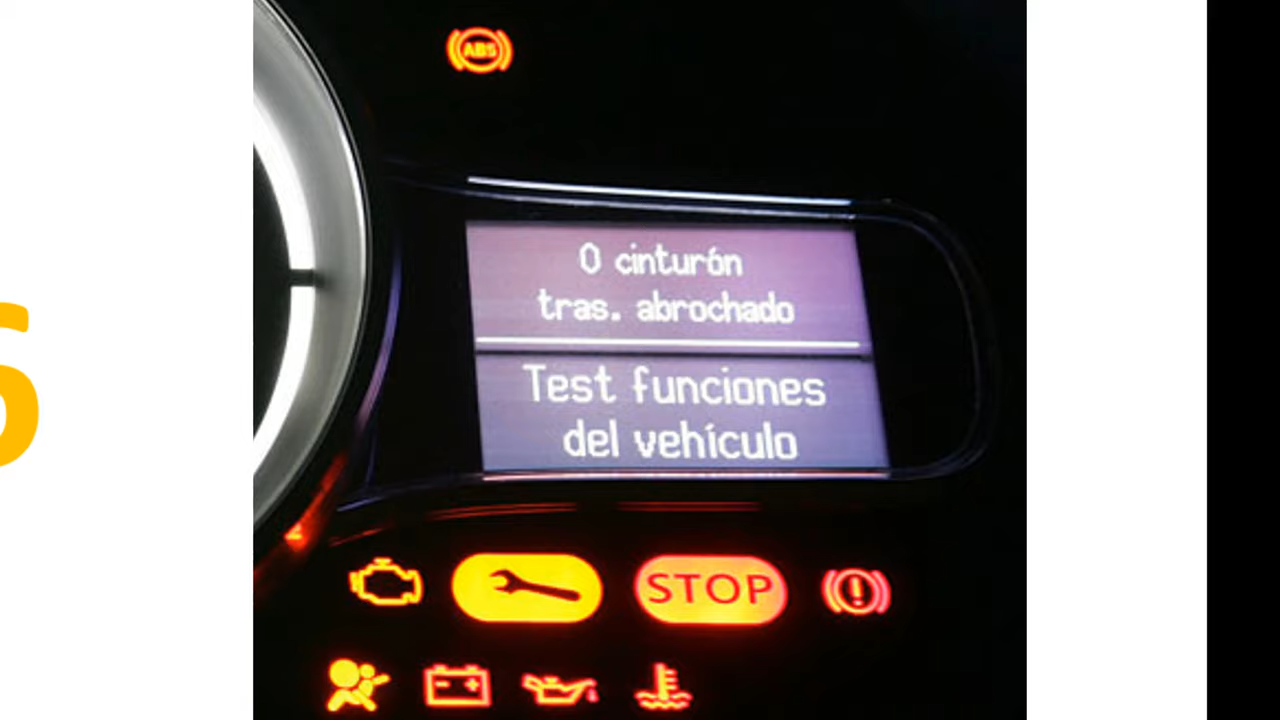 ABS
0 cinturón
tras. abrochado
Test funciones
del vehículo
STOP